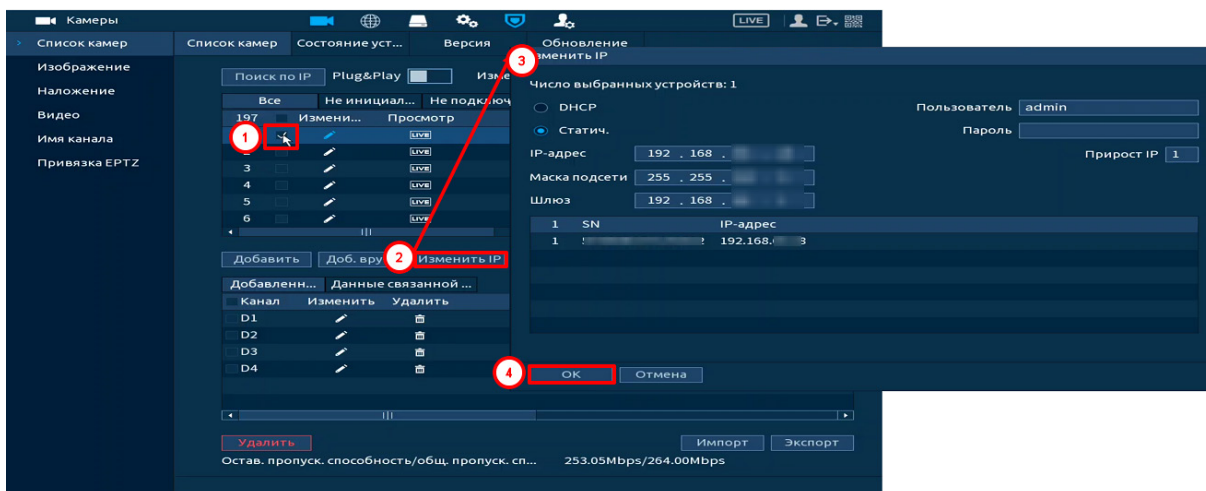 Камеры
LIVE
Список камер
Изображение
Наложение
Видео
Имя канала
Привязка EPTZ
Список камер Состояние уст... Версия Обновление
Поиск по IP Plug&Play Изме
Все Не инициал... Не подключ
197 Измени... Просмотр
1 LIVE
2 LIVE
3 LIVE
4 LIVE
5 LIVE
6 LIVE
Добавить Доб. вру 2 Изменить IP
Добавленн... Данные связанной ...
Канал Изменить Удалить
D1
D2
D3
D4
Удалить Импорт Экспорт
Остав. пропуск. способность/общ. пропуск. сп... 253.05Mbps/264.00Mbps
3
зменить IP
Число выбранных устройств: 1
DHCP Пользователь admin
Статич. Пароль
IP-адрес 192 . 168 . Прирост IP 1
Маска подсети 255 . 255 .
Шлюз 192 . 168 .
1 SN IP-адрес
1 192.168.
4 OK Отмена